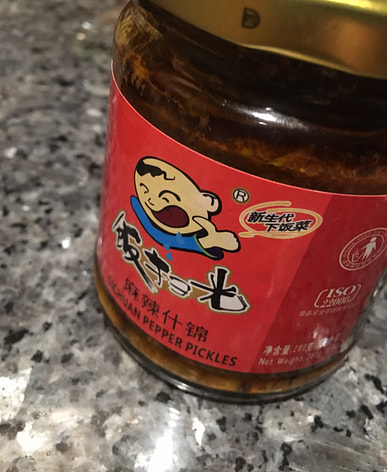 ®
新生代
下饭菜
饭扫光
麻辣什锦
SICHUAN PEPPER PICKLES
ISO
22000
净含量:
Net Weight: